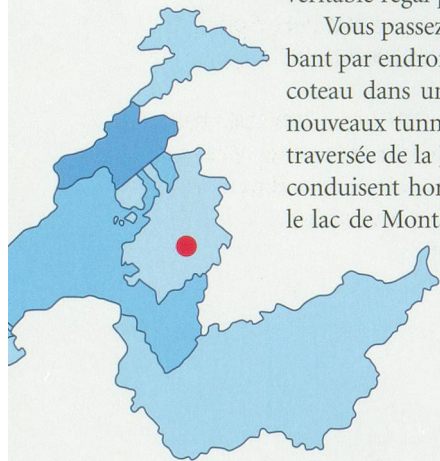 Vous passez
bant par endroi
coteau dans un
nouveaux tunn
traversée de la
conduisent hor
le lac de Mont